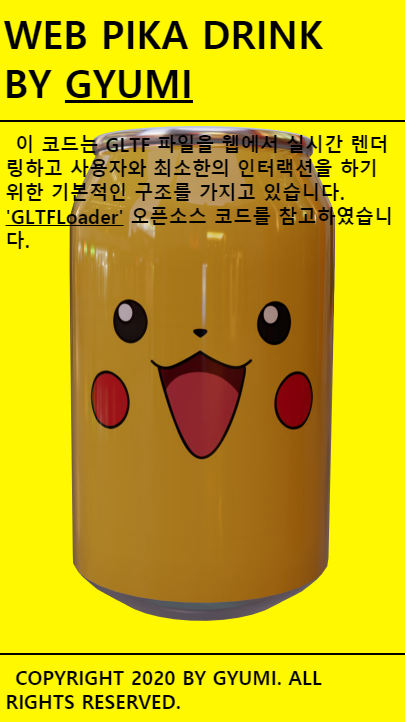 WEB PIKA DRINK
BY GYUMI
이 코드는 GLTF 파일을 웹에서 실시간 렌더
링하고 사용자와 최소한의 인터랙션을 하기
위한 기본적인 구조를 가지고 있습니다.
'GLTFLoader' 오픈소스 코드를 참고하였습니
다.
COPYRIGHT 2020 BY GYUMI. ALL
RIGHTS RESERVED.